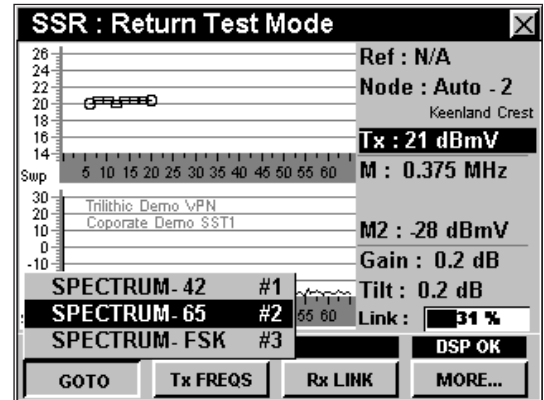 SSR : Return Test Mode
26
24
22
20
18
16
14
Swp 5 10 15 20 25 30 35 40 45 50 55 60
30
20
10
0
-10
Trilithic Demo VPN
Coporate Demo SST1
55 60
Ref : N/A
Node : Auto - 2
Keenland Crest
Tx : 21 dBmV
M : 0.375 MHz
M2 : -28 dBmV
Gain : 0.2 dB
Tilt : 0.2 dB
Link : 31 %
DSP OK
SPECTRUM- 42 #1
SPECTRUM- 65 #2
SPECTRUM- FSK #3
GOTO
Tx FREQS
Rx LINK
MORE...